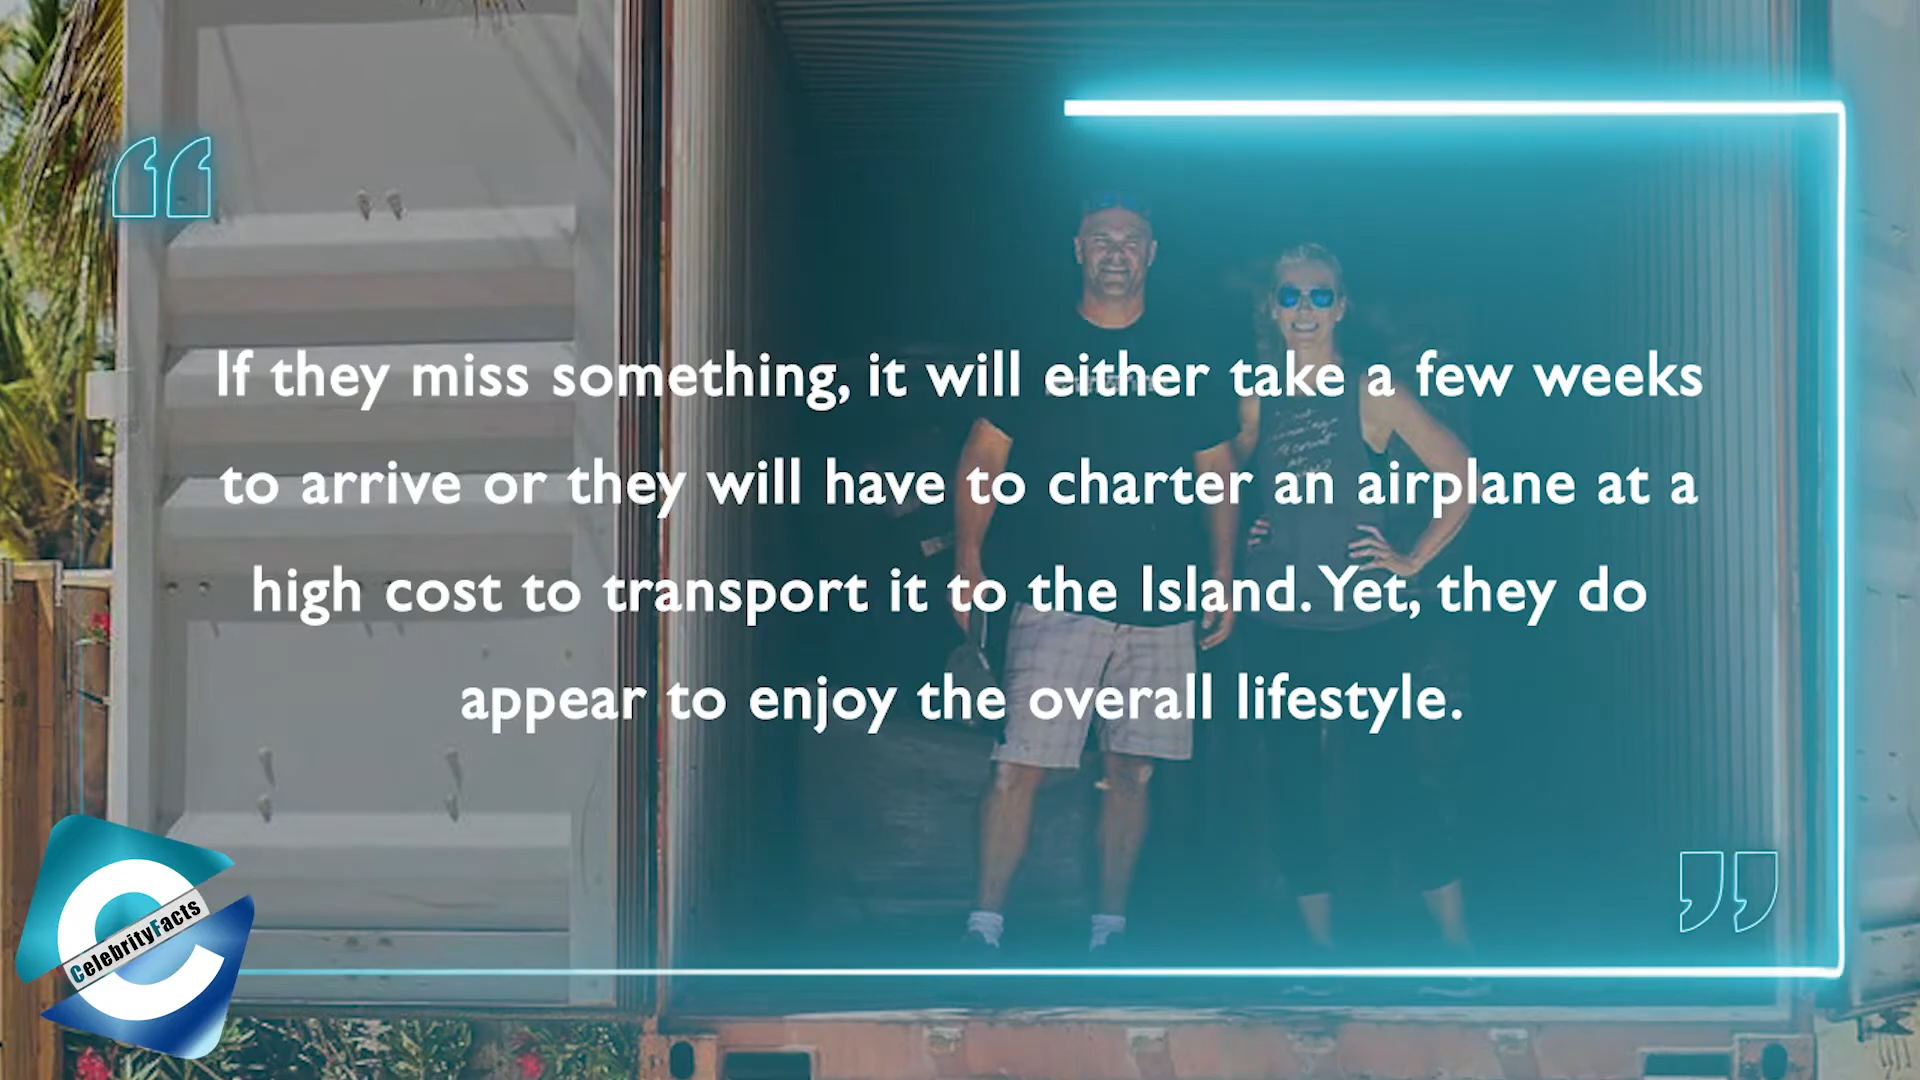 If they miss something, it will either take a few weeks
to arrive or they will have to charter an airplane at a
high cost to transport it to the Island. Yet, they do
appear to enjoy the overall lifestyle.
CelebrityFacts